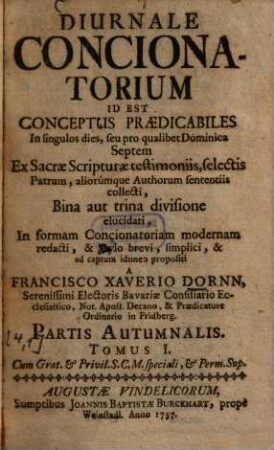 DIURNALE
CONCIONA-
TORIUM
ID EST
CONCEPTUS PRÆDICABILES
In singulos dies, seu pro qualibet Dominica
Septem
Ex Sacræ Scripturæ testimoniis, selectis
Patrum, aliorúmque Authorum sententiis
collecti,
Bina aut trina divisione
elucidati,
In formam Concionatoriam modernam
redacti, & stylo brevi, simplici, &
ad captum idoneo propositi
A
FRANCISCO XAVERIO DORNN,
Serenissimi Electoris Bavariæ Consiliario Ec-
clesiastico, Not. Apost. Decano, & Prædicatore
Ordinario in Fridberg.
PARTIS AUTUMNALIS.
[4,1]
TOMUS I.
Cum Grat. & Privil. S. C. M. speciali, & Perm. Sup.
AUGUSTÆ VINDELICORUM,
Sumptibus JOANNIS BAPTISTÆ BURCKHART, propè
Weinstadl. Anno 1757.